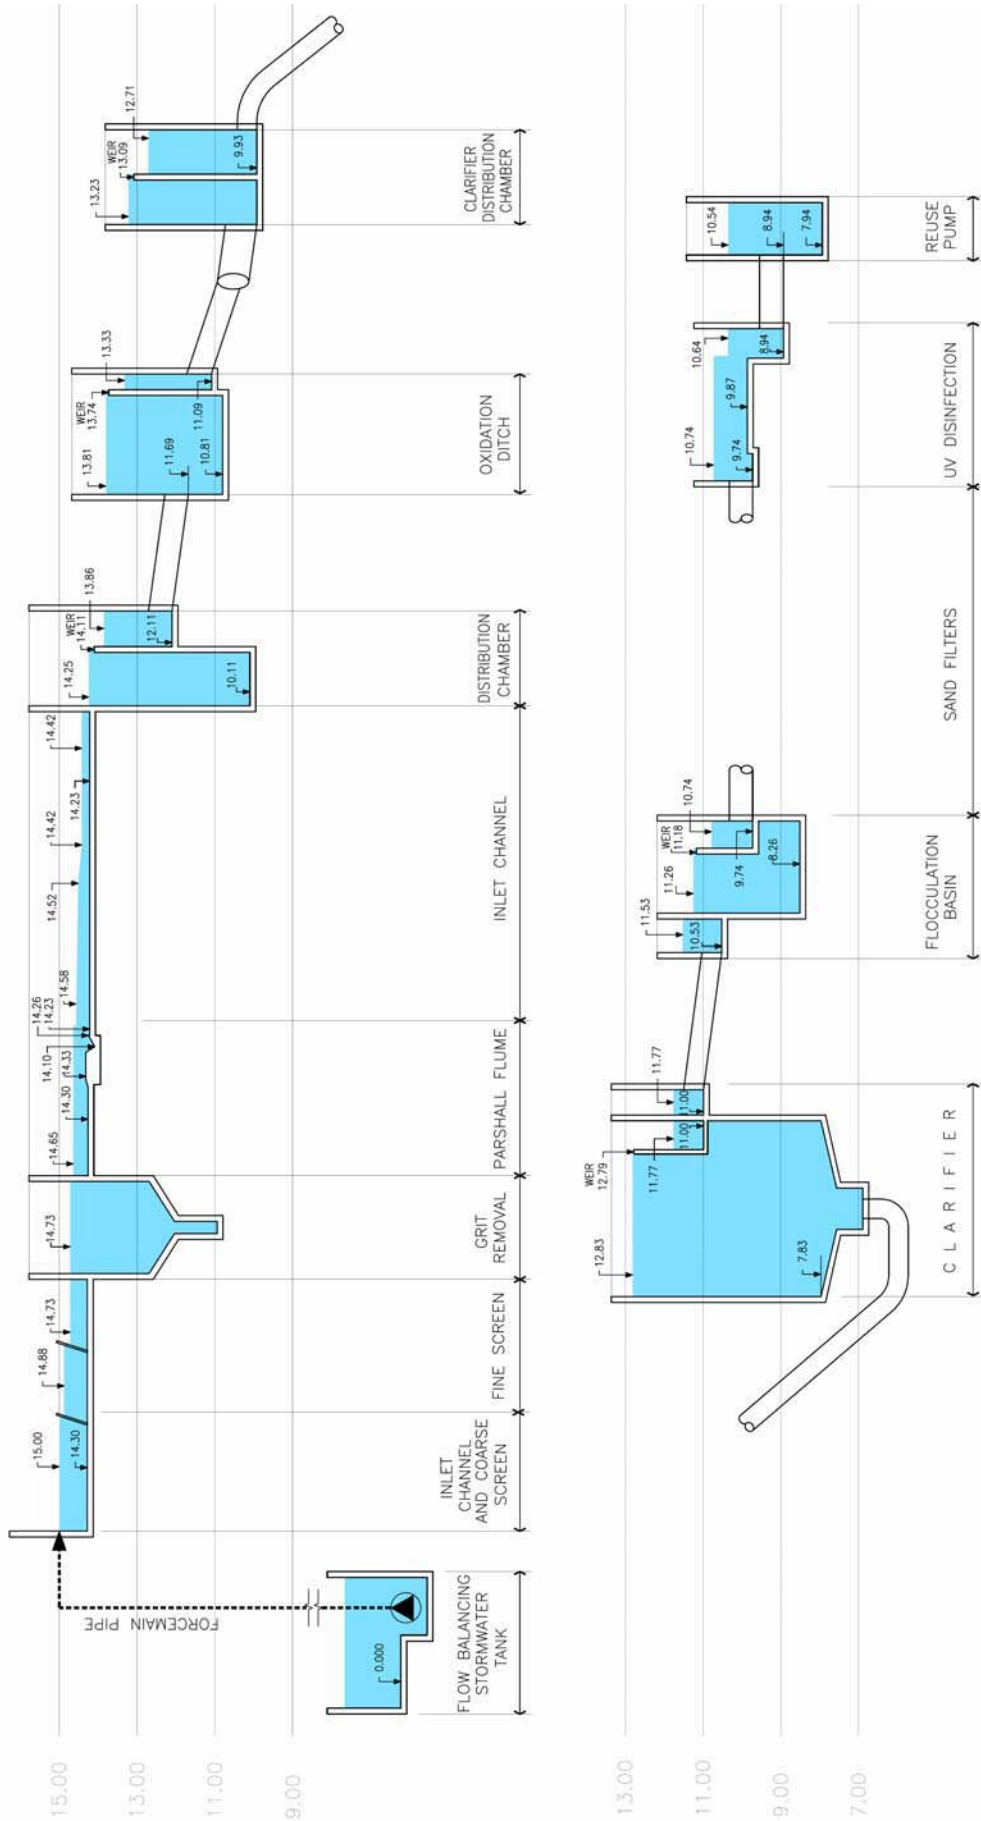 15.00
13.00
11.00
9.00
FORCEMAIN PIPE
0.000
FLOW BALANCING
STORMWATER
TANK
15.00
14.30
INLET
CHANNEL
AND COARSE
SCREEN
14.88
14.73
FINE SCREEN
14.73
GRIT
REMOVAL
14.65
14.30
14.33
14.10
14.26
14.23
PARSHALL FLUME
14.58
14.52
14.42
14.23
14.42
INLET CHANNEL
14.25
WEIR
14.11
13.86
12.11
10.11
DISTRIBUTION
CHAMBER
13.81
WEIR
13.74
13.33
11.69
10.81
11.09
OXIDATION
DITCH
13.23
WEIR
13.09
12.71
9.93
CLARIFIER
DISTRIBUTION
CHAMBER
13.00
11.00
9.00
7.00
12.83
7.83
WEIR
12.79
11.77
11.00
11.00
11.77
CLARIFIER
11.53
10.53
11.26
WEIR
11.18
10.74
9.74
8.26
FLOCCULATION
BASIN
SAND FILTERS
10.74
9.74
9.87
10.64
8.94
UV DISINFECTION
10.54
8.94
7.94
REUSE
PUMP